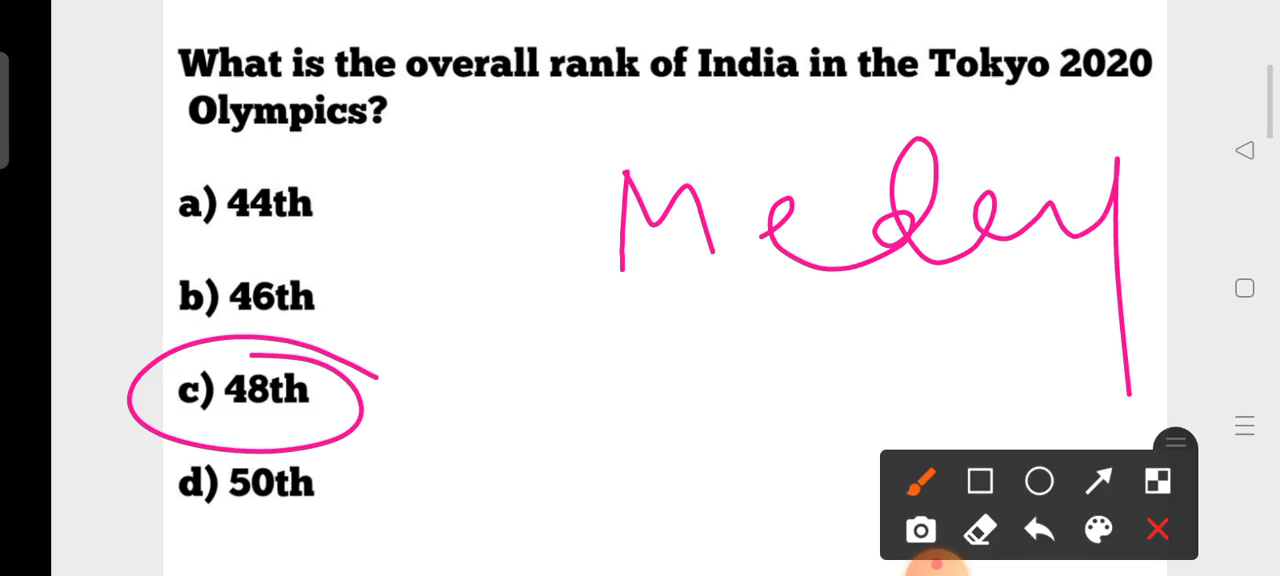 What is the overall rank of India in the Tokyo 2020
Olympics?
a) 44th
b) 46th
c) 48th
d) 50th